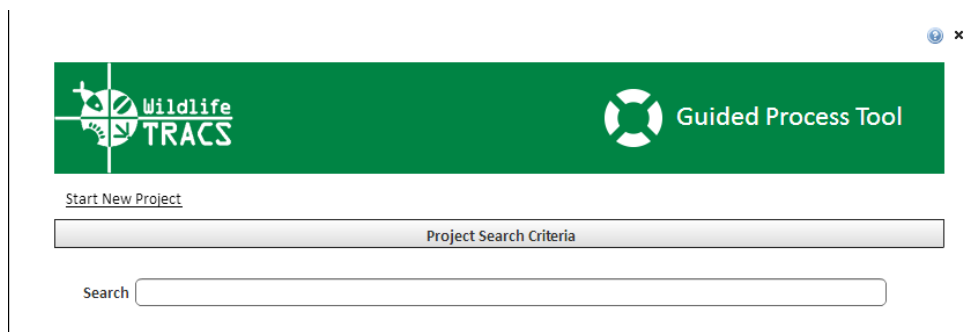 Wildlife
TRACS
Guided Process Tool
Start New Project
Project Search Criteria
Search